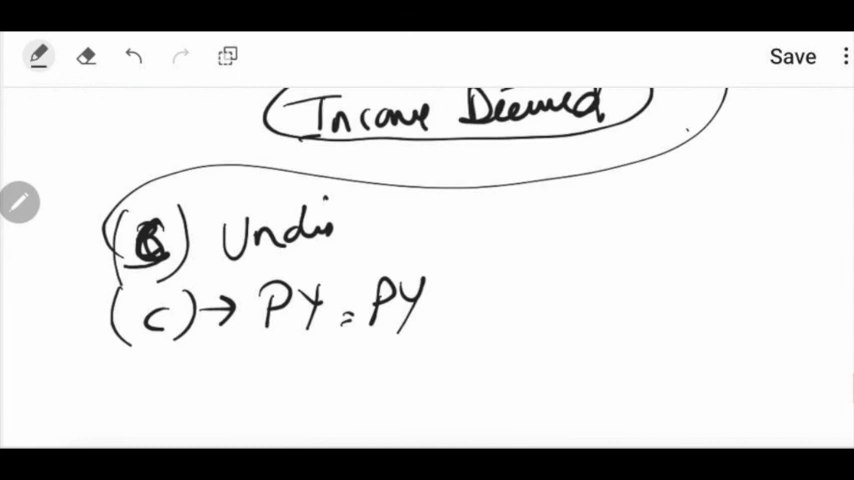 Save
Income Deemed
(B) Undis
(C) → PY = PY